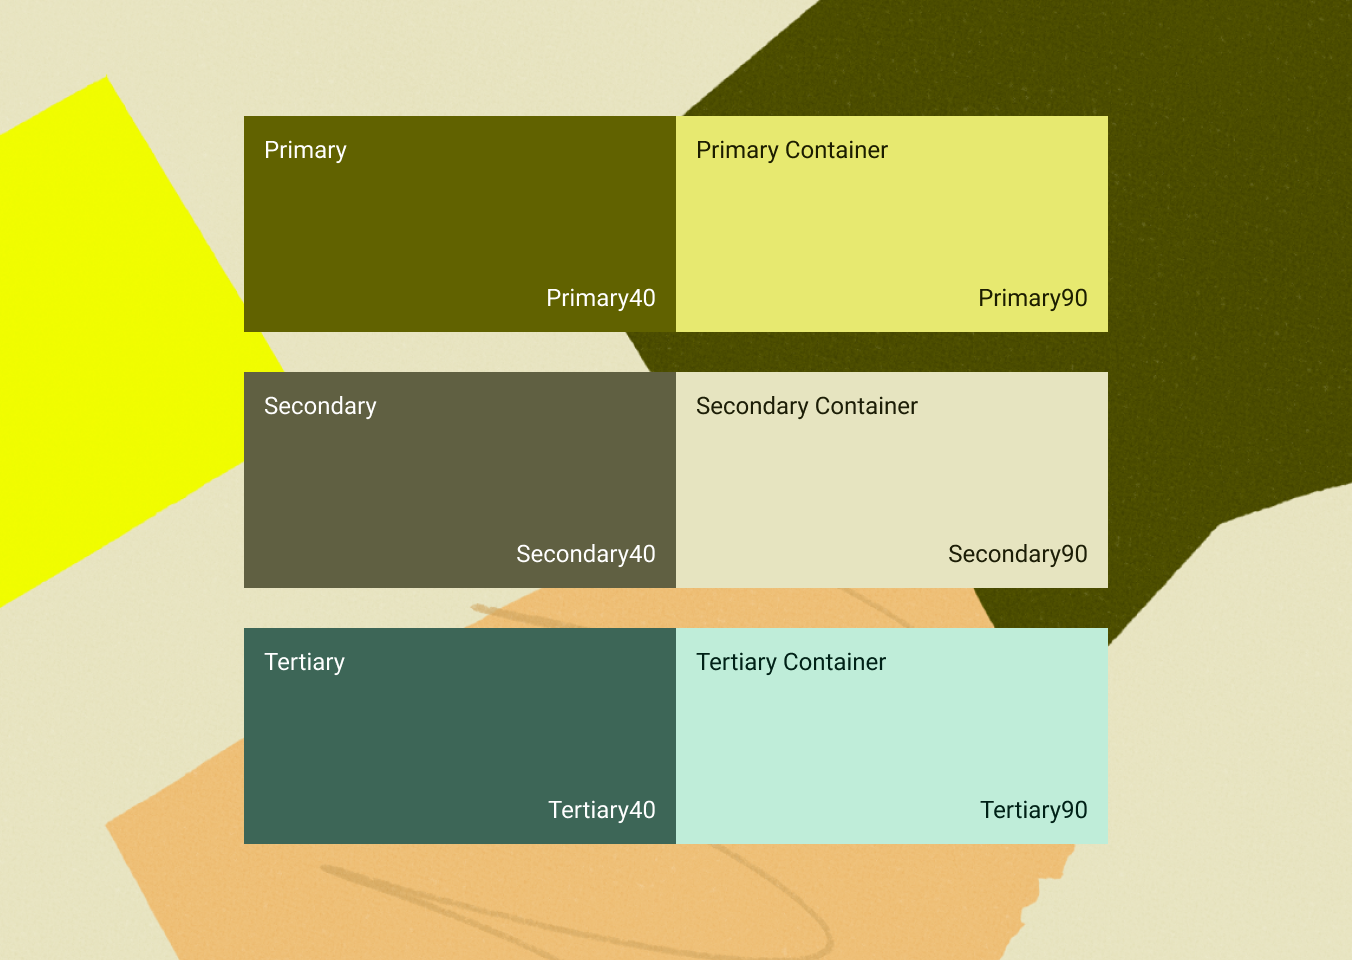 Primary
Primary Container
Primary40
Primary90
Secondary
Secondary Container
Secondary40
Secondary90
Tertiary
Tertiary Container
Tertiary40
Tertiary90